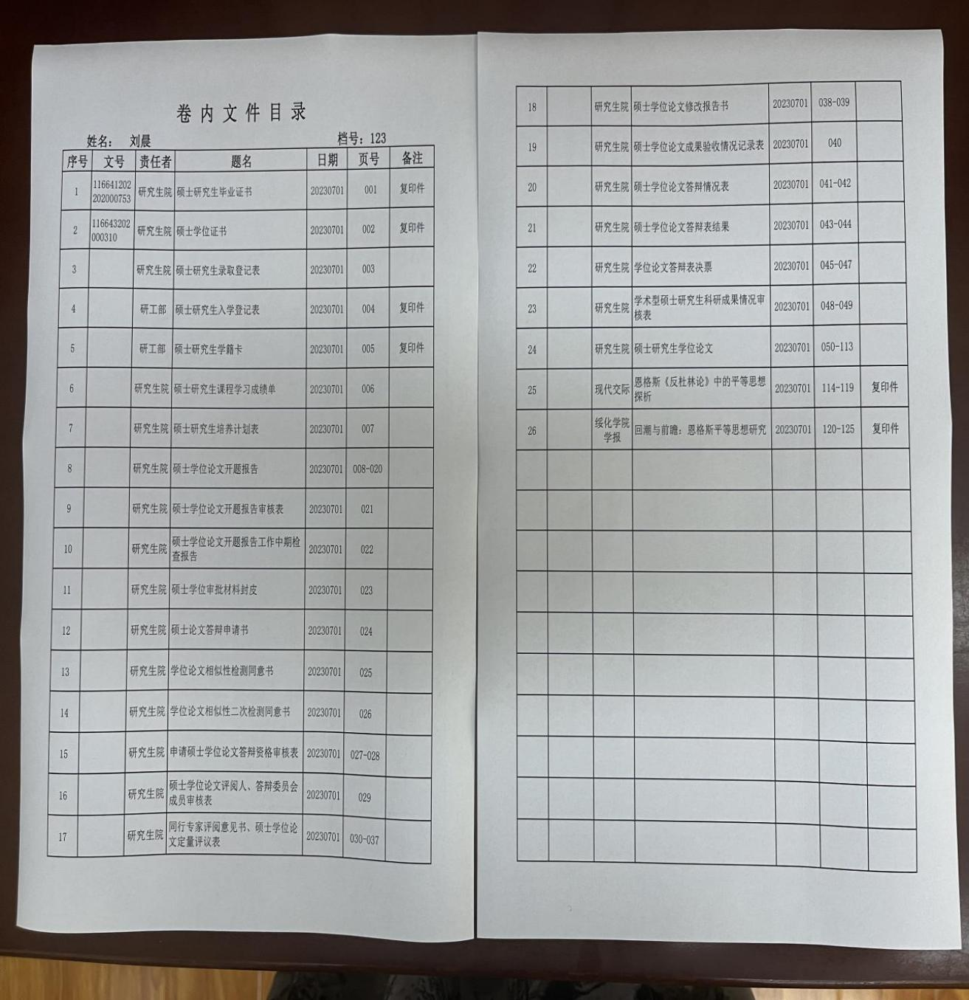 卷内文件目录
姓名： 刘晨 档号：123
序号 文号 责任者 题名 日期 页号 备注
1 116641202 202000753 研究生院 硕士研究生毕业证书 20230701 001 复印件
2 116643202 000310 研究生院 硕士学位证书 20230701 002 复印件
3 研究生院 硕士研究生录取登记表 20230701 003
4 研工部 硕士研究生入学登记表 20230701 004 复印件
5 研工部 硕士研究生学籍卡 20230701 005 复印件
6 研究生院 硕士研究生课程学习成绩单 20230701 006
7 研究生院 硕士研究生培养计划表 20230701 007
8 研究生院 硕士学位论文开题报告 20230701 008-020
9 研究生院 硕士学位论文开题报告审核表 20230701 021
10 研究生院 硕士学位论文开题报告工作中期检查报告 20230701 022
11 研究生院 硕士学位审批材料封皮 20230701 023
12 研究生院 硕士论文答辩申请书 20230701 024
13 研究生院 学位论文相似性检测同意书 20230701 025
14 研究生院 学位论文相似性二次检测同意书 20230701 026
15 研究生院 申请硕士学位论文答辩资格审核表 20230701 027-028
16 研究生院 硕士学位论文评阅人、答辩委员会成员审核表 20230701 029
17 研究生院 同行专家评阅意见书、硕士学位论文定量评议表 20230701 030-037
18 研究生院 硕士学位论文修改报告书 20230701 038-039
19 研究生院 硕士学位论文成果验收情况记录表 20230701 040
20 研究生院 硕士学位论文答辩情况表 20230701 041-042
21 研究生院 硕士学位论文答辩表结果 20230701 043-044
22 研究生院 学位论文答辩表决票 20230701 045-047
23 研究生院 学术型硕士研究生科研成果情况审核表 20230701 048-049
24 研究生院 硕士研究生学位论文 20230701 050-113
25 现代交际 恩格斯《反杜林论》中的平等思想探析 20230701 114-119 复印件
26 绥化学院学报 回溯与前瞻：恩格斯平等思想研究 20230701 120-125 复印件